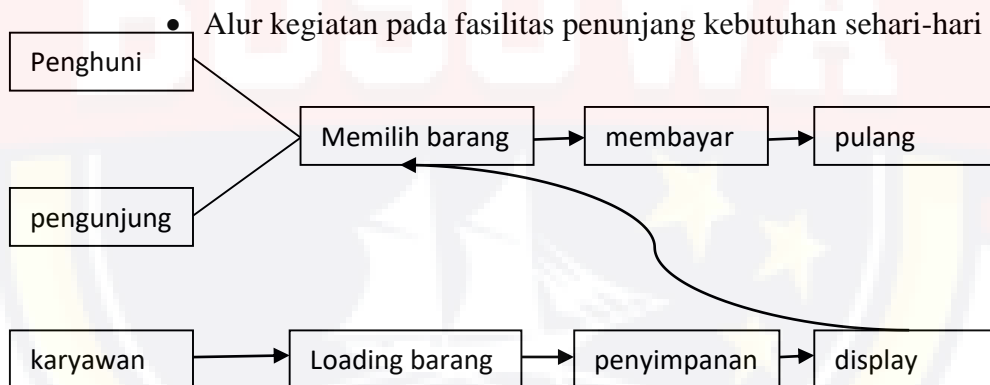 BOSOWA
• Alur kegiatan pada fasilitas penunjang kebutuhan sehari-hari
Penghuni
Memilih barang
membayar
pulang
pengunjung
karyawan
Loading barang
penyimpanan
display